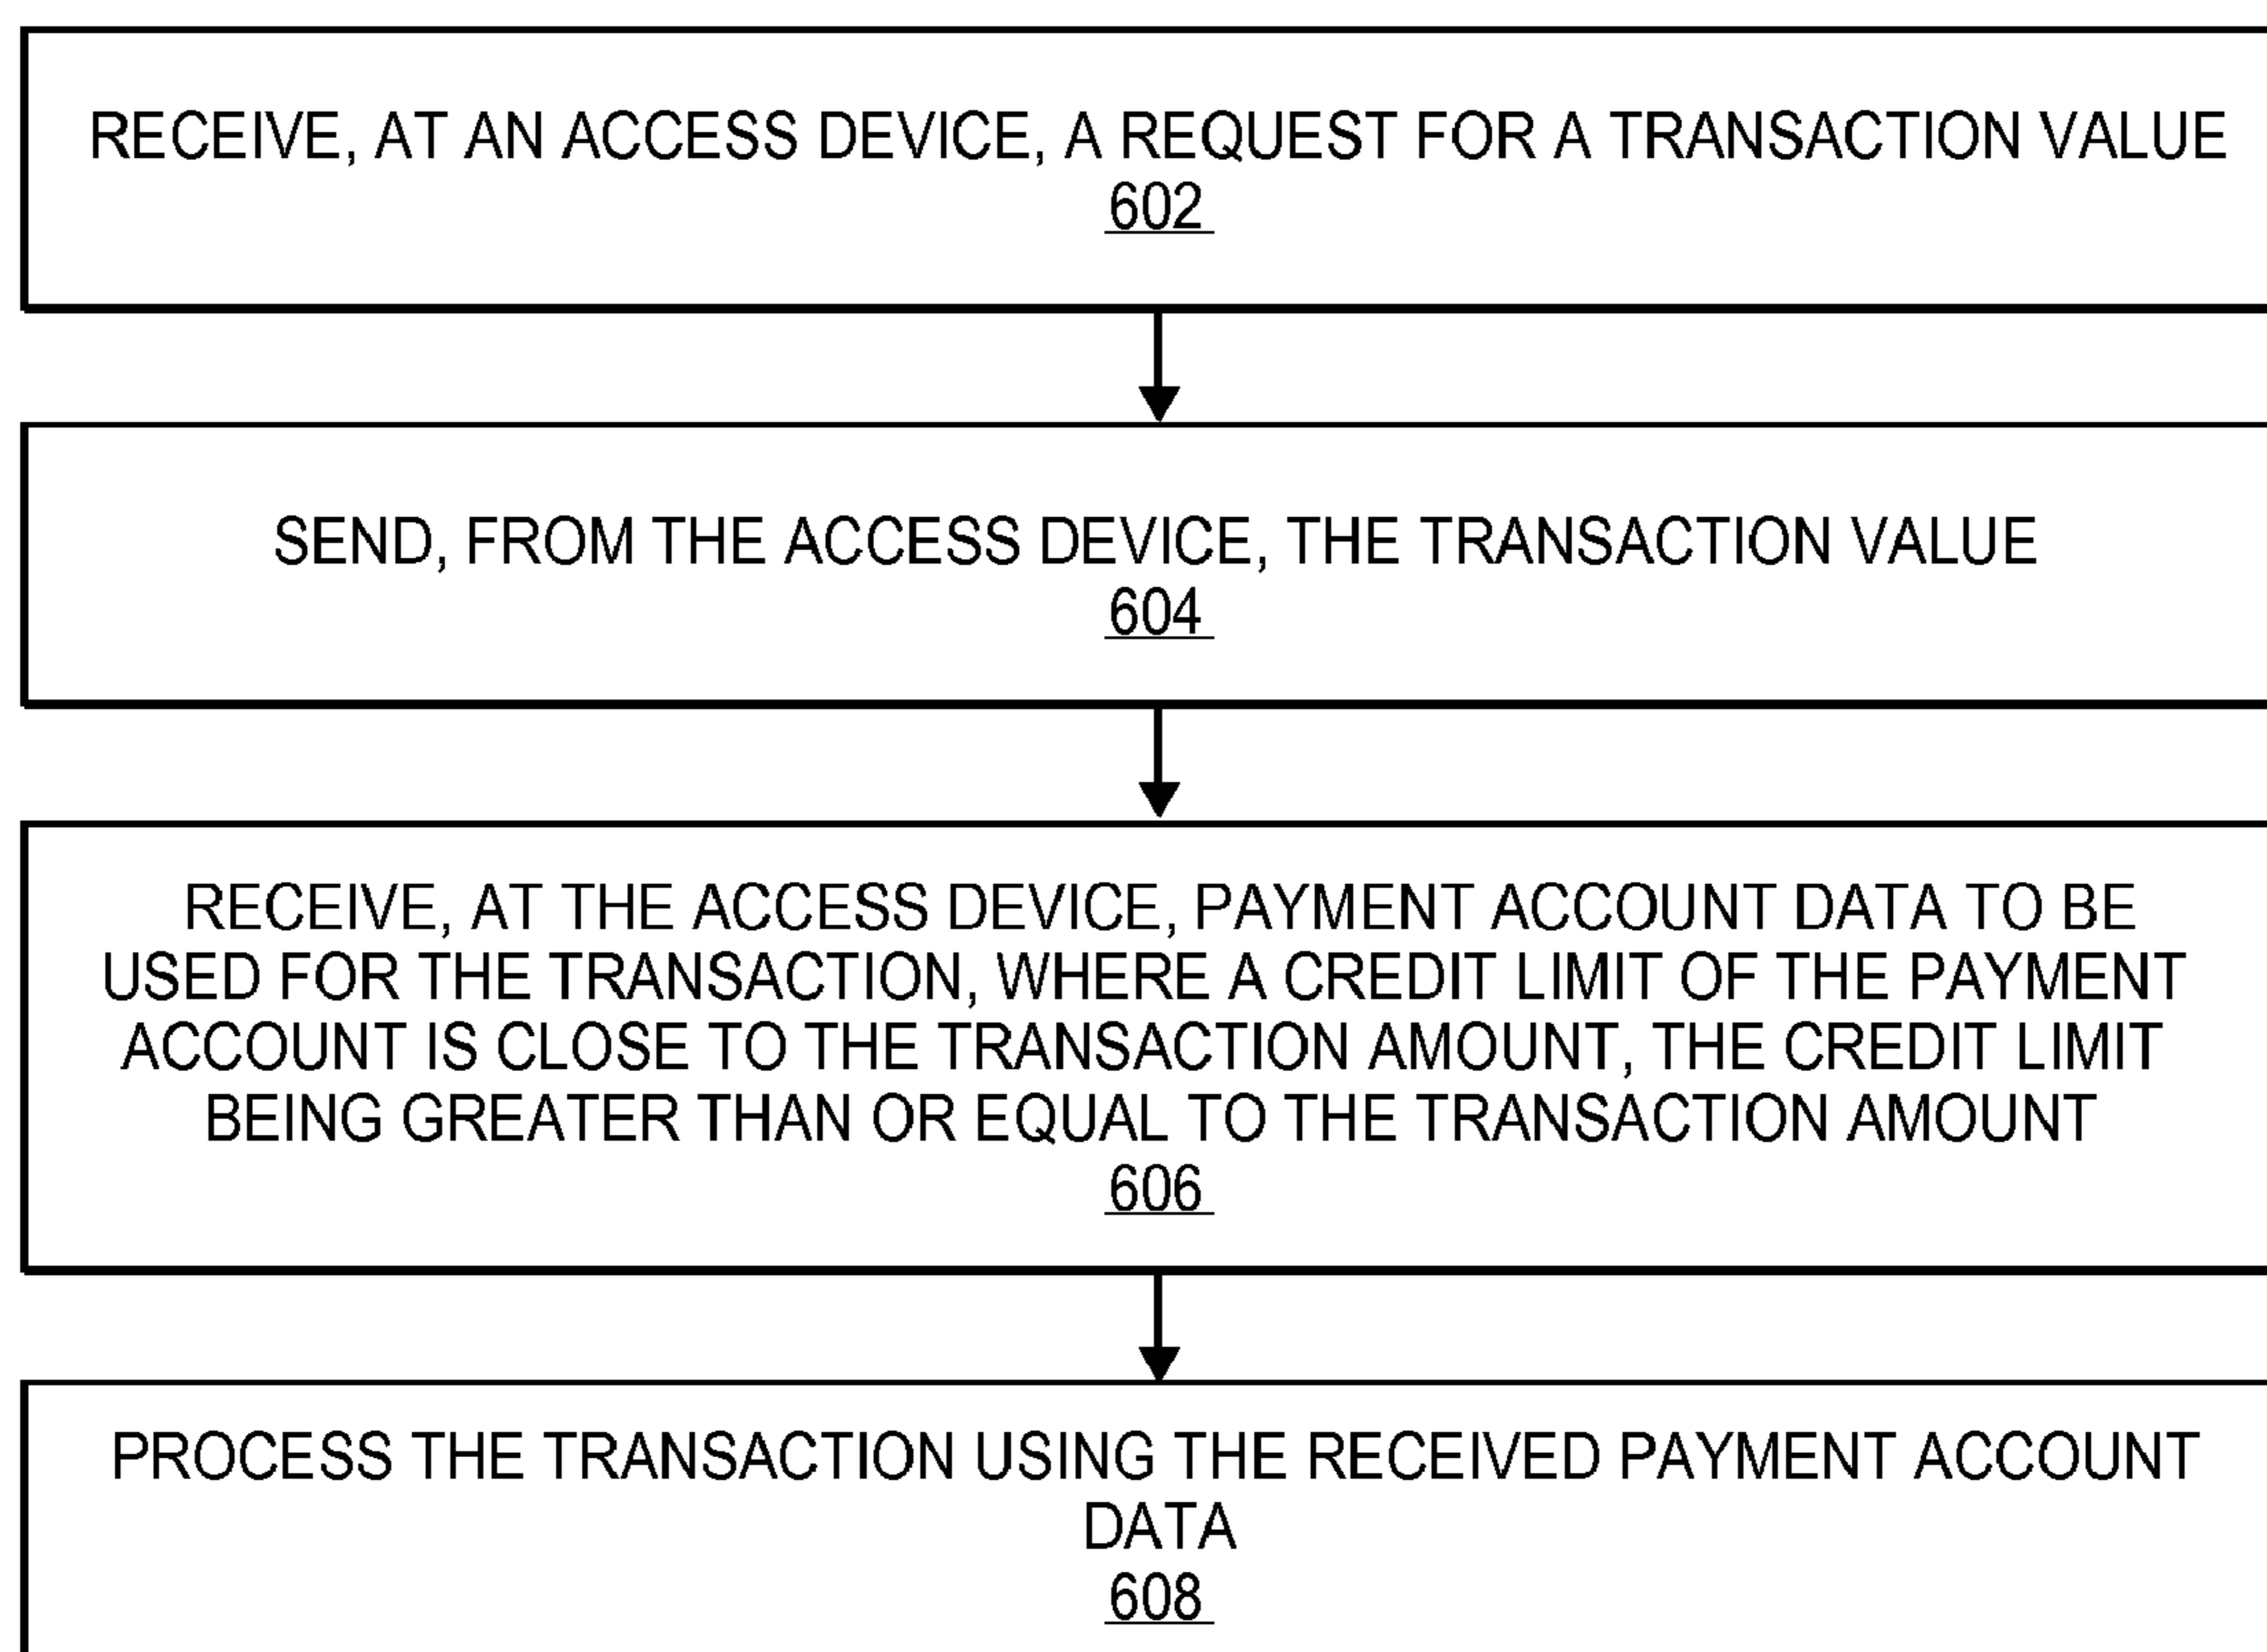 RECEIVE, AT AN ACCESS DEVICE, A REQUEST FOR A TRANSACTION VALUE
602
SEND, FROM THE ACCESS DEVICE, THE TRANSACTION VALUE
604
RECEIVE, AT THE ACCESS DEVICE, PAYMENT ACCOUNT DATA TO BE
USED FOR THE TRANSACTION, WHERE A CREDIT LIMIT OF THE PAYMENT
ACCOUNT IS CLOSE TO THE TRANSACTION AMOUNT, THE CREDIT LIMIT
BEING GREATER THAN OR EQUAL TO THE TRANSACTION AMOUNT
606
PROCESS THE TRANSACTION USING THE RECEIVED PAYMENT ACCOUNT
DATA
608